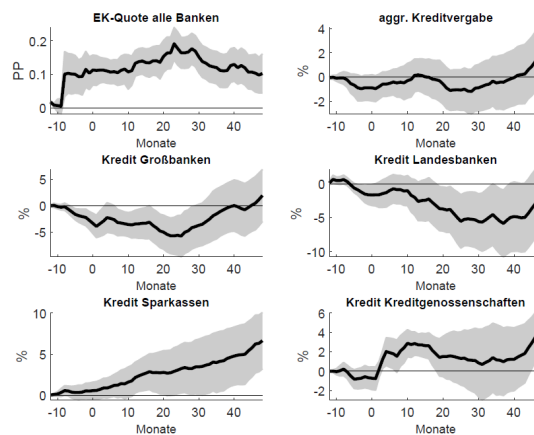 EK-Quote alle Banken
PP
0.2
0.1
0
-10 0 10 20 30 40
Monate
aggr. Kreditvergabe
%
4
2
0
-2
-10 0 10 20 30 40
Monate
Kredit Großbanken
%
5
0
-5
-10 0 10 20 30 40
Monate
Kredit Landesbanken
%
0
-5
-10
-10 0 10 20 30 40
Monate
Kredit Sparkassen
%
10
5
0
-10 0 10 20 30 40
Monate
Kredit Kreditgenossenschaften
%
6
4
2
0
-2
-10 0 10 20 30 40
Monate